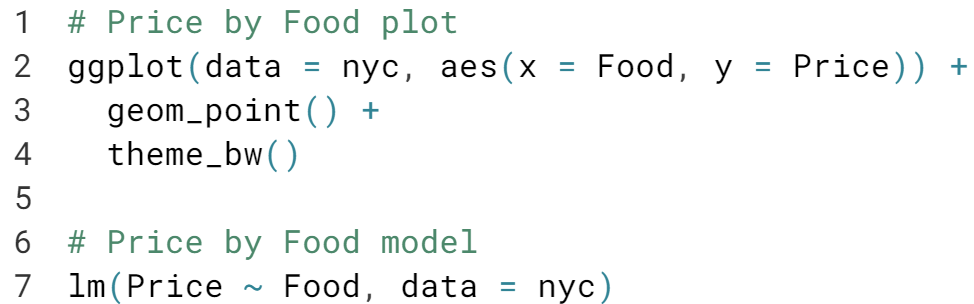 1 # Price by Food plot
2 ggplot(data = nyc, aes(x = Food, y = Price)) +
3   geom_point() +
4   theme_bw()
5
6 # Price by Food model
7 lm(Price ~ Food, data = nyc)